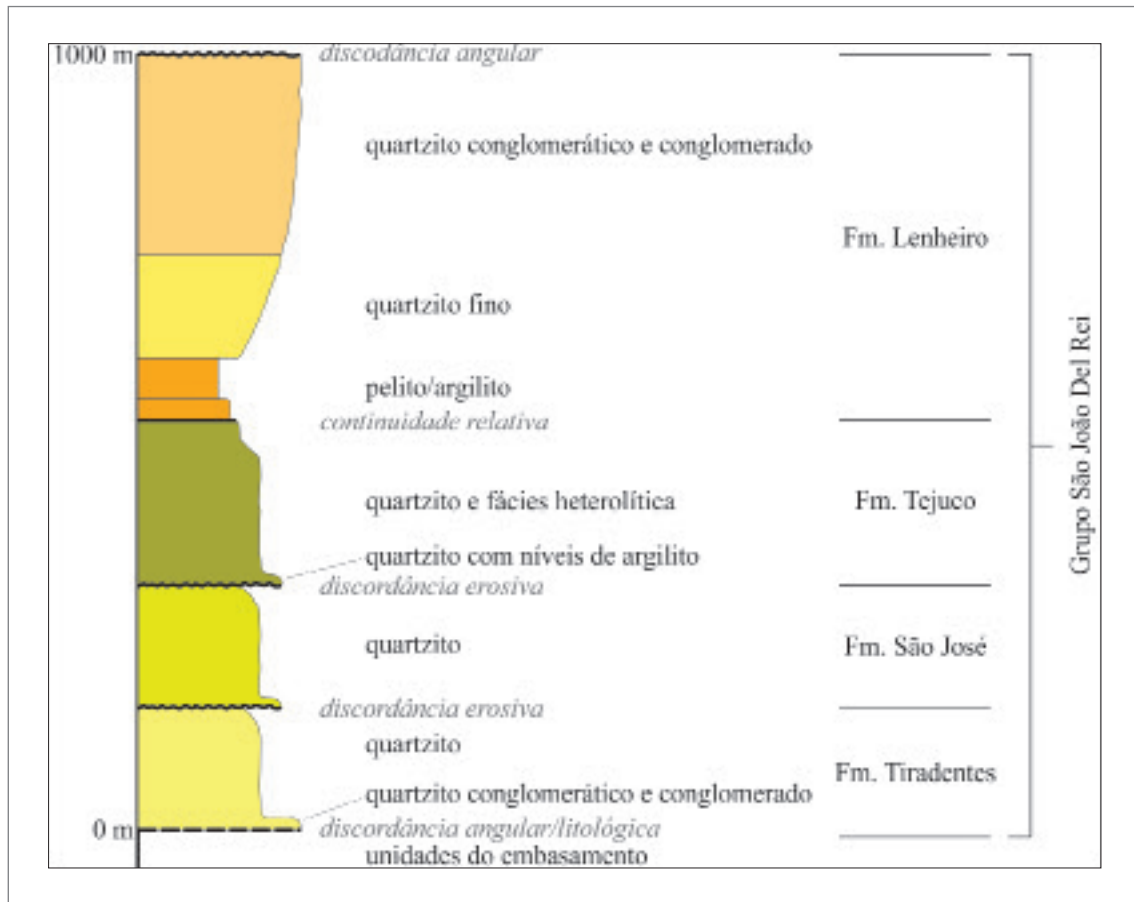 1000 m
discodância angular
quartzito conglomerático e conglomerado
Fm. Lenheiro
quartzito fino
pelito/argilito
continuidade relativa
quartzito e fácies heterolítica
Fm. Tejuco
quartzito com níveis de argilito
discordância erosiva
quartzito
Fm. São José
discordância erosiva
quartzito
Fm. Tiradentes
quartzito conglomerático e conglomerado
0 m
discordância angular/litológica
unidades do embasamento
Grupo São João Del Rei